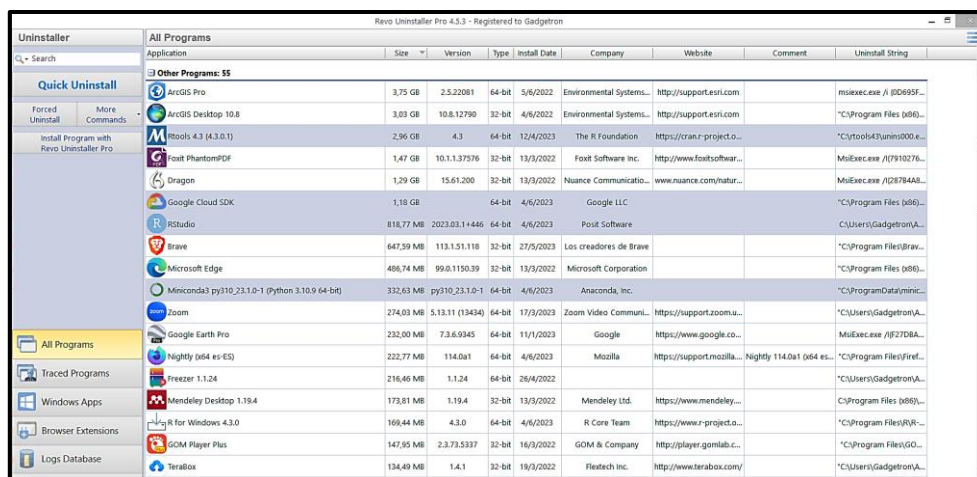 Revo Uninstaller Pro 4.5.3 - Registered to Gadgetron
Uninstaller
All Programs
Search
Quick Uninstall
Forced Uninstall
More Commands
Install Program with
Revo Uninstaller Pro
All Programs
Traced Programs
Windows Apps
Browser Extensions
Logs Database
Application Size Version Type Install Date Company Website Comment Uninstall String
Other Programs: 55
ArcGIS Pro 3,75 GB 2.5.22081 64-bit 5/6/2022 Environmental Systems... http://support.esri.com msiexec.exe /i {0D695F...
ArcGIS Desktop 10.8 3,03 GB 10.8.12790 32-bit 4/6/2022 Environmental Systems... http://support.esri.com "C:\Program Files (x86)...
Rtools 4.3 (4.3.0.1) 2,96 GB 4.3 64-bit 12/4/2023 The R Foundation https://cran.r-project.o... "C:\rtools43\unins000.e...
Foxit PhantomPDF 1,47 GB 10.1.1.37576 32-bit 13/3/2022 Foxit Software Inc. http://www.foxitsoftwar... MsiExec.exe /I{7910276...
Dragon 1,29 GB 15.61.200 32-bit 13/3/2022 Nuance Communicatio... www.nuance.com/natur... MsiExec.exe /I{287B4A8...
Google Cloud SDK 1,18 GB 64-bit 4/6/2023 Google LLC "C:\Program Files (x86)...
RStudio 818,77 MB 2023.03.1+446 64-bit 4/6/2023 Posit Software C:\Users\Gadgetron\A...
Brave 647,59 MB 113.1.51.118 32-bit 27/5/2023 Los creadores de Brave "C:\Program Files\Brav...
Microsoft Edge 486,74 MB 99.0.1150.39 32-bit 13/3/2022 Microsoft Corporation "C:\Program Files (x86)...
Miniconda3 py310_23.1.0-1 (Python 3.10.9 64-bit) 332,63 MB py310_23.1.0-1 64-bit 4/6/2023 Anaconda, Inc. "C:\ProgramData\minic...
Zoom 274,03 MB 5.13.11 (13434) 64-bit 17/3/2023 Zoom Video Communi... https://support.zoom.u... "C:\Users\Gadgetron\A...
Google Earth Pro 232,00 MB 7.3.6.9345 64-bit 11/1/2023 Google https://www.google.co... MsiExec.exe /I{F27DBA...
Nightly (x64 es-ES) 222,77 MB 114.0a1 64-bit 4/6/2023 Mozilla https://support.mozilla.... Nightly 114.0a1 (x64 es... "C:\Program Files\Firef...
Freezer 1.1.24 216,46 MB 1.1.24 64-bit 26/4/2022 "C:\Users\Gadgetron\A...
Mendeley Desktop 1.19.4 173,81 MB 1.19.4 32-bit 13/3/2022 Mendeley Ltd. https://www.mendeley.... C:\Program Files (x86)\...
R for Windows 4.3.0 169,44 MB 4.3.0 64-bit 4/6/2023 R Core Team https://www.r-project.o... "C:\Program Files\R\R-...
GOM Player Plus 147,95 MB 2.3.73.5337 32-bit 16/3/2022 GOM & Company http://player.gomlab.c... "C:\Program Files\GO...
TeraBox 134,49 MB 1.4.1 32-bit 19/3/2022 Flextech Inc. http://www.terabox.com/ "C:\Users\Gadgetron\A...